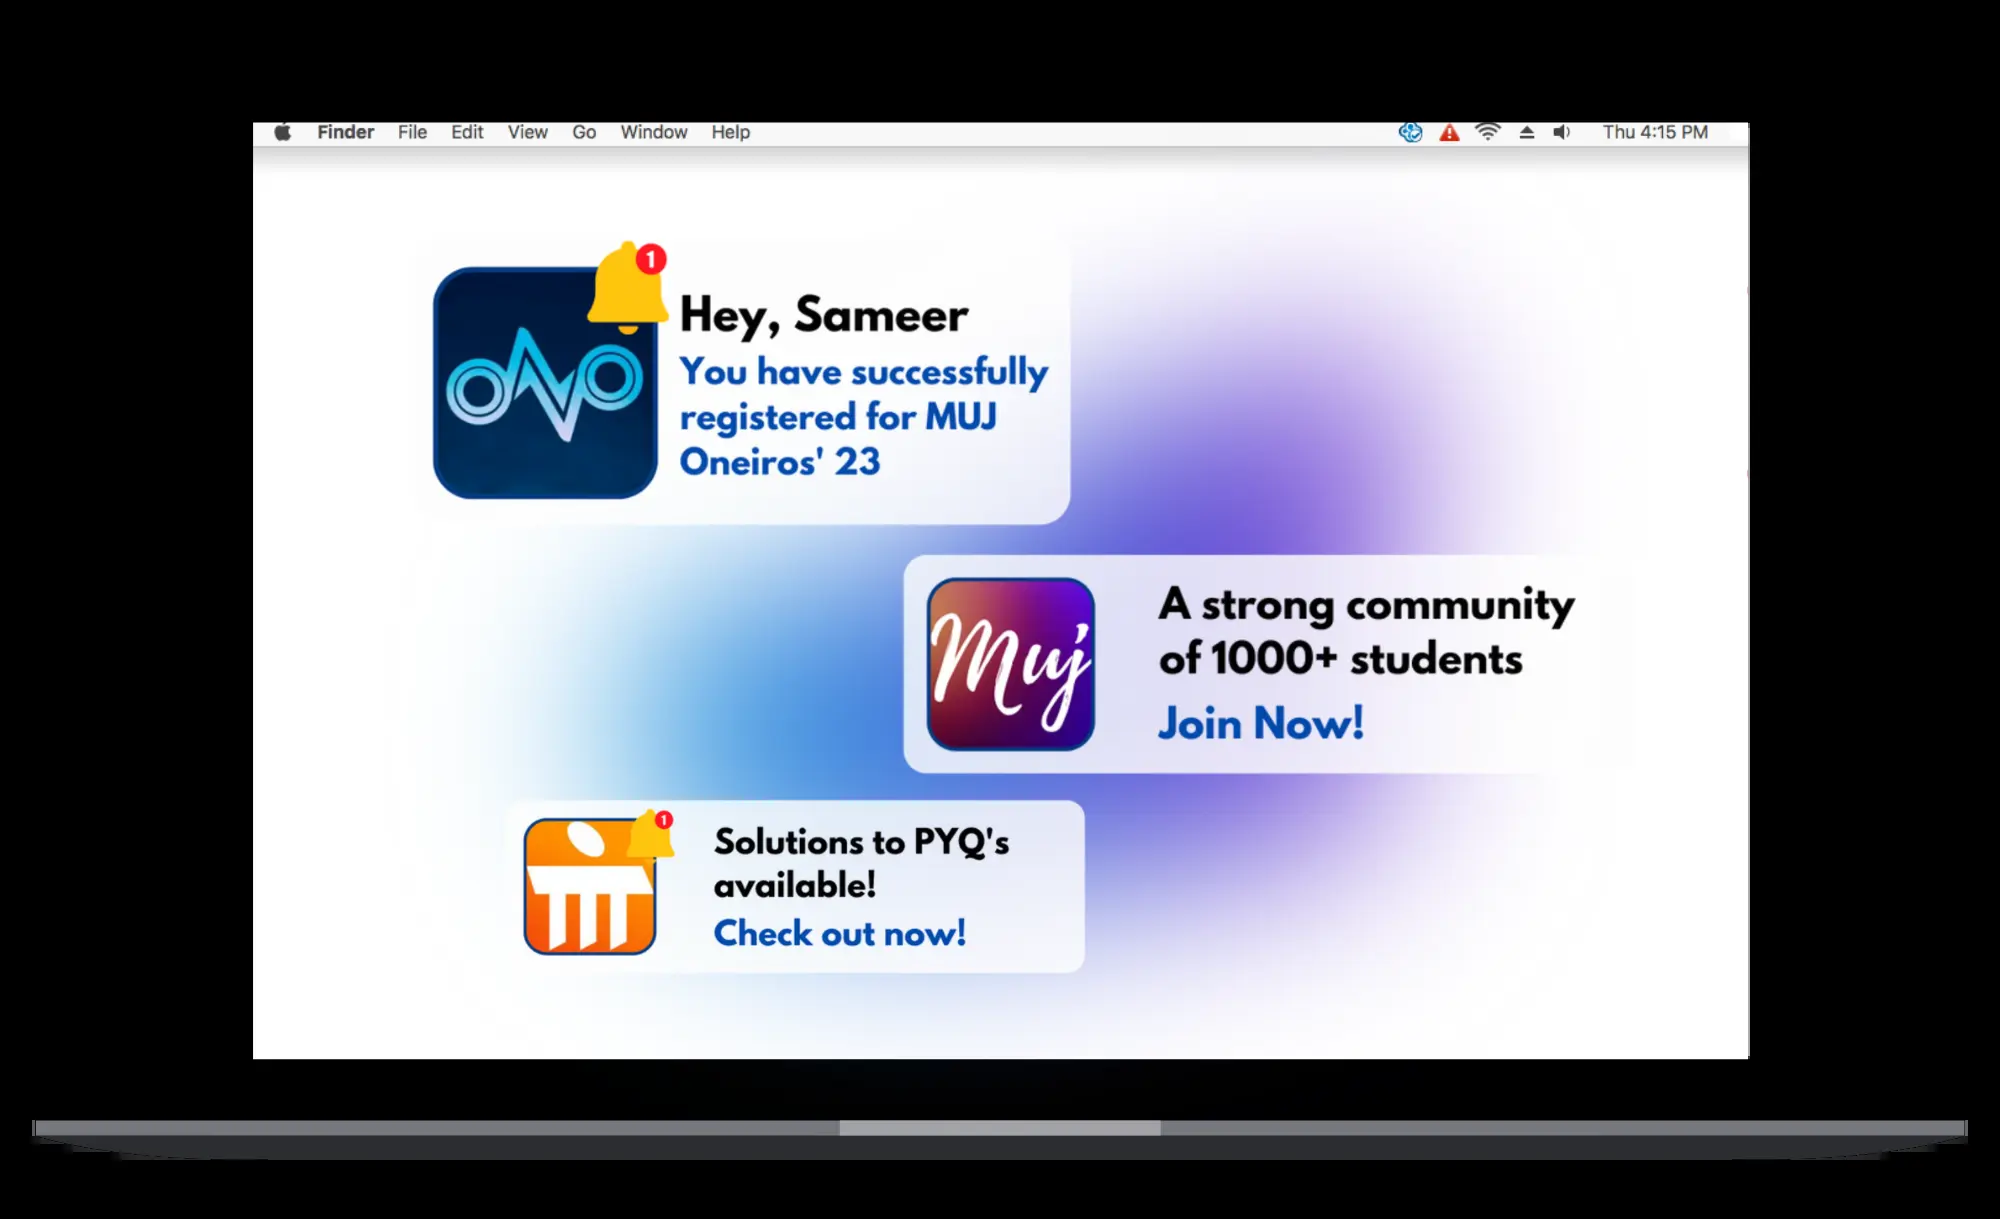 Finder File Edit View Go Window Help Thu 4:15 PM
1
Hey, Sameer
You have successfully
registered for MUJ
Oneiros' 23
Muj
A strong community
of 1000+ students
Join Now!
1
Solutions to PYQ's
available!
Check out now!